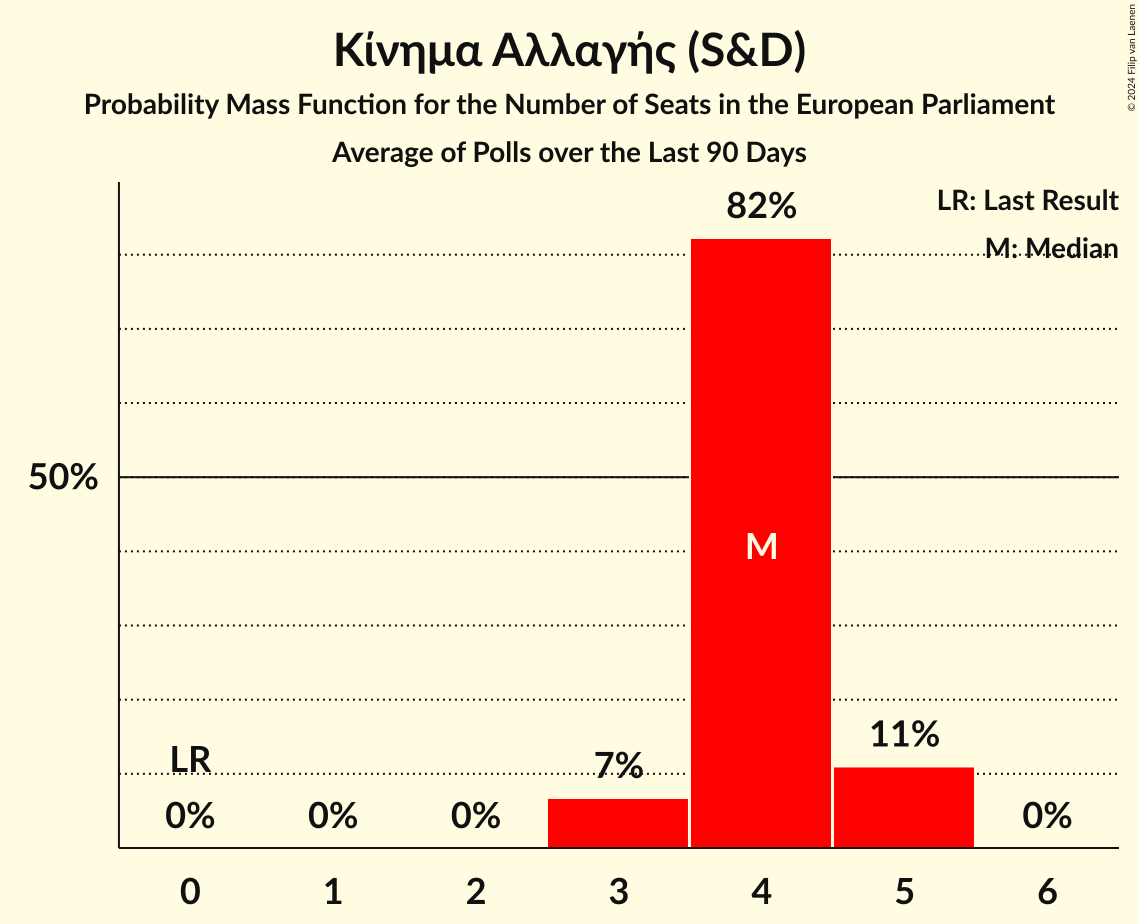 Κίνημα Αλλαγής (S&D)
Probability Mass Function for the Number of Seats in the European Parliament
Average of Polls over the Last 90 Days
© 2024 Filip van Laenen
LR: Last Result
M: Median
82%
50%
M
LR
7%
11%
0%
0%
0%
0%
0 1 2 3 4 5 6